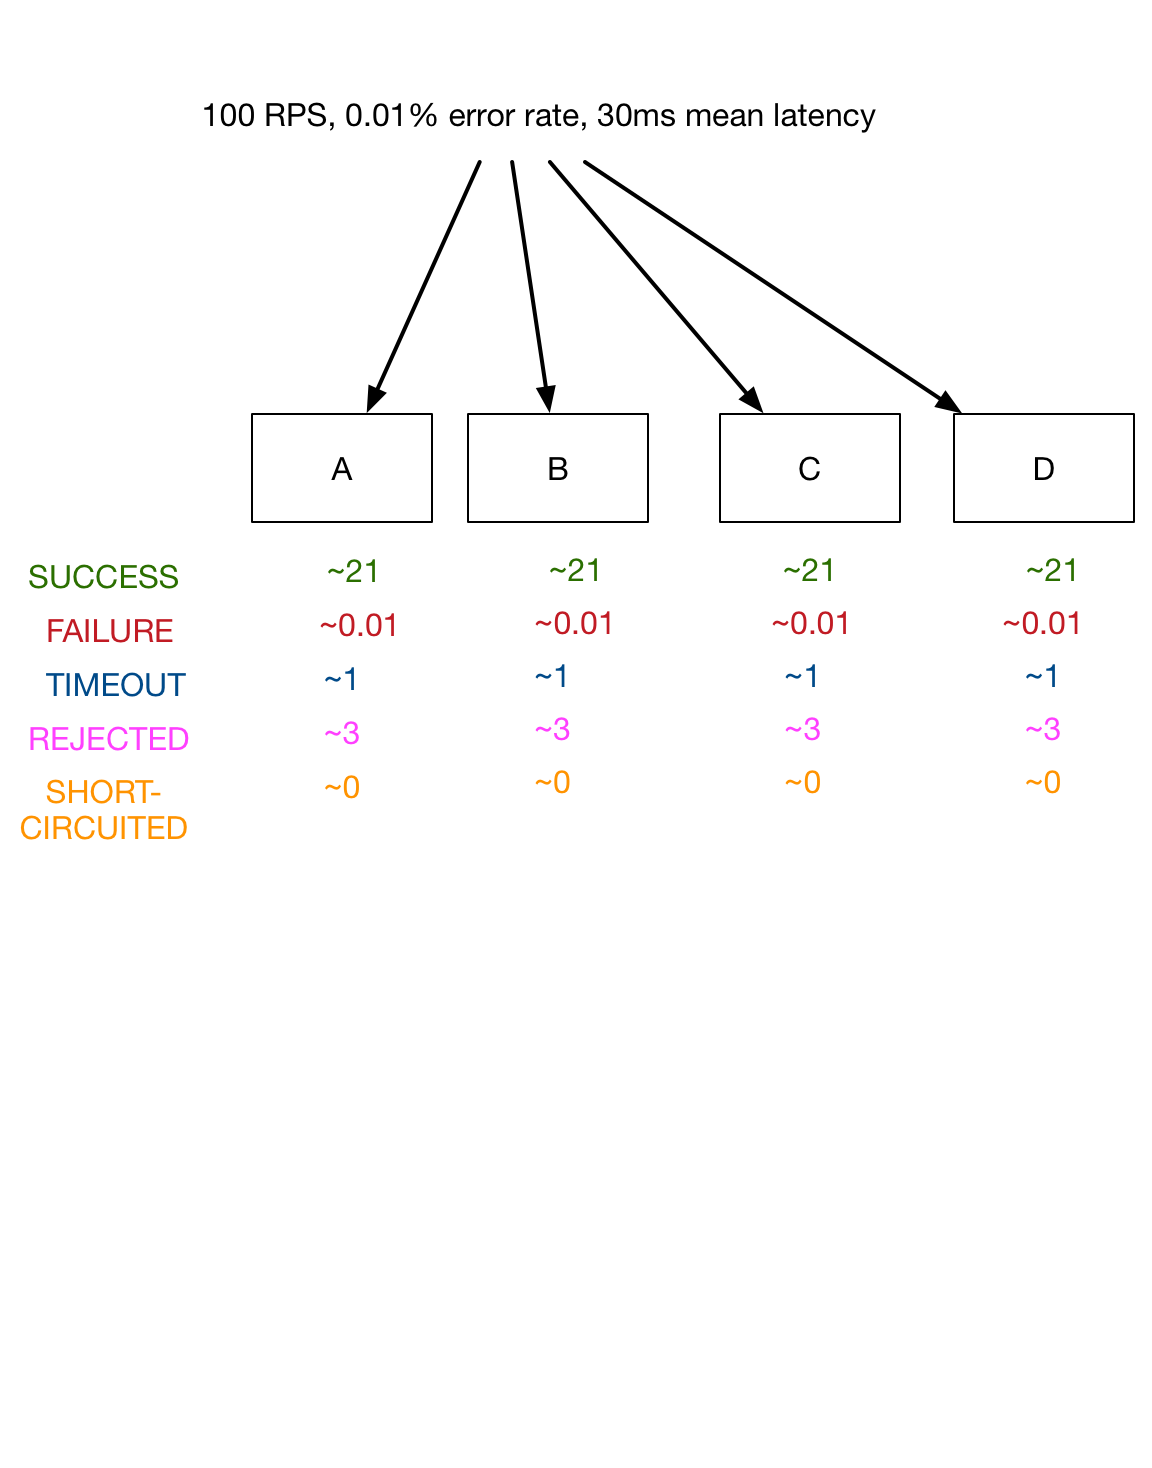 100 RPS, 0.01% error rate, 30ms mean latency
A B C D
SUCCESS ~21 ~21 ~21 ~21
FAILURE ~0.01 ~0.01 ~0.01 ~0.01
TIMEOUT ~1 ~1 ~1 ~1
REJECTED ~3 ~3 ~3 ~3
SHORT- ~0 ~0 ~0 ~0
CIRCUITED